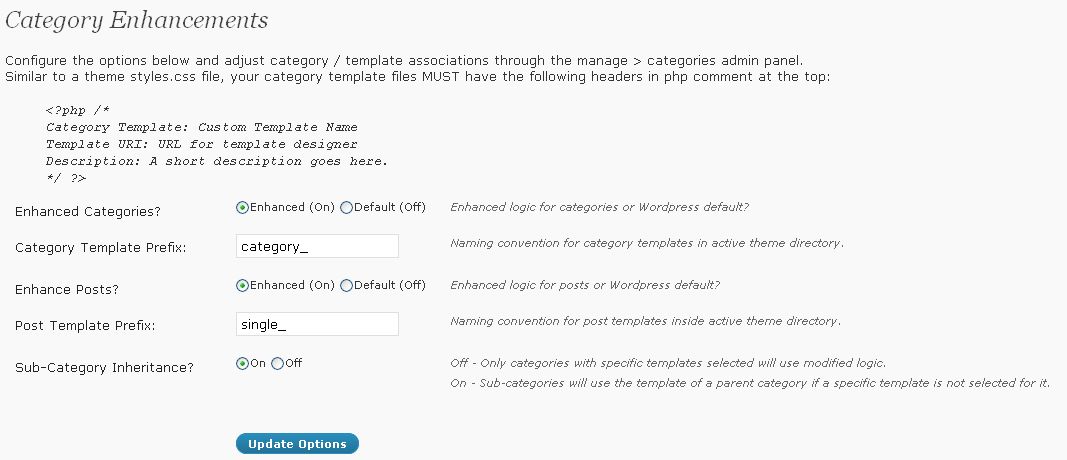 Category Enhancements
Configure the options below and adjust category / template associations through the manage > categories admin panel.
Similar to a theme styles.css file, your category template files MUST have the following headers in php comment at the top:
<?php /*
Category Template: Custom Template Name
Template URI: URL for template designer
Description: A short description goes here.
*/ ?>
Enhanced Categories? Enhanced (On) Default (Off) Enhanced logic for categories or Wordpress default?
Category Template Prefix: category_ Naming convention for category templates in active theme directory.
Enhance Posts? Enhanced (On) Default (Off) Enhanced logic for posts or Wordpress default?
Post Template Prefix: single_ Naming convention for post templates inside active theme directory.
Sub-Category Inheritance? On Off Off - Only categories with specific templates selected will use modified logic.
On - Sub-categories will use the template of a parent category if a specific template is not selected for it.
Update Options